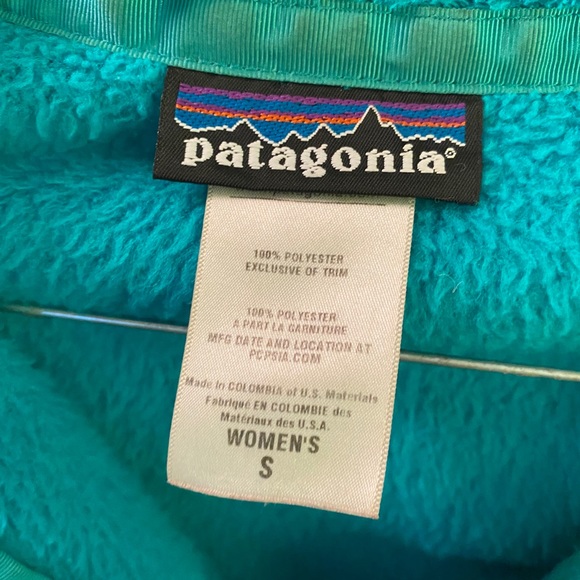 patagonia®
100% POLYESTER
EXCLUSIVE OF TRIM
100% POLYESTER
A PART LA GARNITURE
MFG DATE AND LOCATION AT
PCPSIA.COM
Made in COLOMBIA of U.S. Materials
Fabriqué EN COLOMBIE des
Matériaux des U.S.A.
WOMEN'S
S